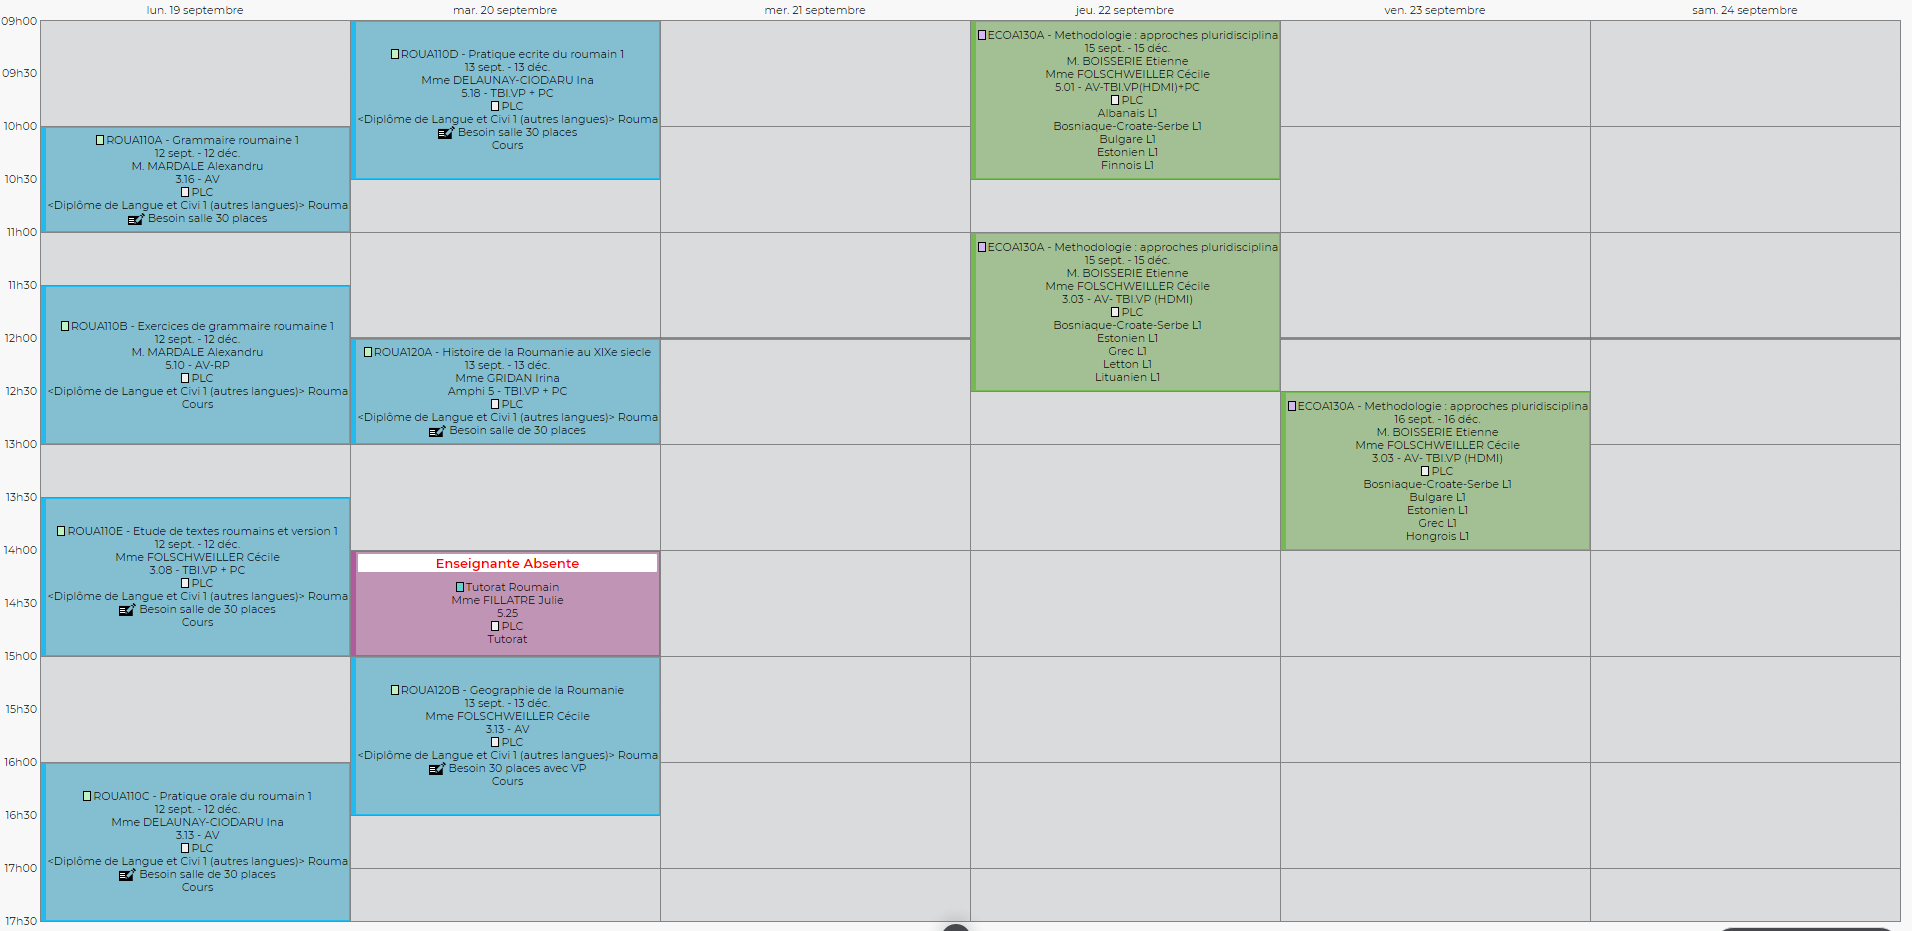 lun. 19 septembre
mar. 20 septembre
mer. 21 septembre
jeu. 22 septembre
ven. 23 septembre
sam. 24 septembre
09h00
09h30
10h00
10h30
11h00
11h30
12h00
12h30
13h00
13h30
14h00
14h30
15h00
15h30
16h00
16h30
17h00
17h30
ROUA110A - Grammaire roumaine 1
12 sept. - 12 déc.
M. MARDALE Alexandru
3.16 - AV
PLC
<Diplôme de Langue et Civi 1 (autres langues)> Rouma
Besoin salle 30 places
ROUA110B - Exercices de grammaire roumaine 1
12 sept. - 12 déc.
M. MARDALE Alexandru
5.10 - AV-RP
PLC
<Diplôme de Langue et Civi 1 (autres langues)> Rouma
Cours
ROUA110E - Etude de textes roumains et version 1
12 sept. - 12 déc.
Mme FOLSCHWEILLER Cécile
3.08 - TBI.VP + PC
PLC
<Diplôme de Langue et Civi 1 (autres langues)> Rouma
Besoin salle de 30 places
Cours
ROUA110C - Pratique orale du roumain 1
12 sept. - 12 déc.
Mme DELAUNAY-CIODARU Ina
3.13 - AV
PLC
<Diplôme de Langue et Civi 1 (autres langues)> Rouma
Besoin salle de 30 places
Cours
ROUA110D - Pratique ecrite du roumain 1
13 sept. - 13 déc.
Mme DELAUNAY-CIODARU Ina
5.18 - TBI.VP + PC
PLC
<Diplôme de Langue et Civi 1 (autres langues)> Rouma
Besoin salle 30 places
Cours
ROUA120A - Histoire de la Roumanie au XIXe siecle
13 sept. - 13 déc.
Mme GRIDAN Irina
Amphi 5 - TBI.VP + PC
PLC
<Diplôme de Langue et Civi 1 (autres langues)> Rouma
Besoin salle de 30 places
Enseignante Absente
Tutorat Roumain
Mme FILLATRE Julie
5.25
PLC
Tutorat
ROUA120B - Geographie de la Roumanie
13 sept. - 13 déc.
Mme FOLSCHWEILLER Cécile
3.13 - AV
PLC
<Diplôme de Langue et Civi 1 (autres langues)> Rouma
Besoin 30 places avec VP
Cours
ECOA130A - Methodologie : approches pluridisciplina
15 sept. - 15 déc.
M. BOISSERIE Etienne
Mme FOLSCHWEILLER Cécile
5.01 - AV-TBI.VP(HDMI)+PC
PLC
Albanais L1
Bosniaque-Croate-Serbe L1
Bulgare L1
Estonien L1
Finnois L1
ECOA130A - Methodologie : approches pluridisciplina
15 sept. - 15 déc.
M. BOISSERIE Etienne
Mme FOLSCHWEILLER Cécile
3.03 - AV- TBI.VP (HDMI)
PLC
Bosniaque-Croate-Serbe L1
Estonien L1
Grec L1
Letton L1
Lituanien L1
ECOA130A - Methodologie : approches pluridisciplina
16 sept. - 16 déc.
M. BOISSERIE Etienne
Mme FOLSCHWEILLER Cécile
3.03 - AV- TBI.VP (HDMI)
PLC
Bosniaque-Croate-Serbe L1
Bulgare L1
Estonien L1
Grec L1
Hongrois L1